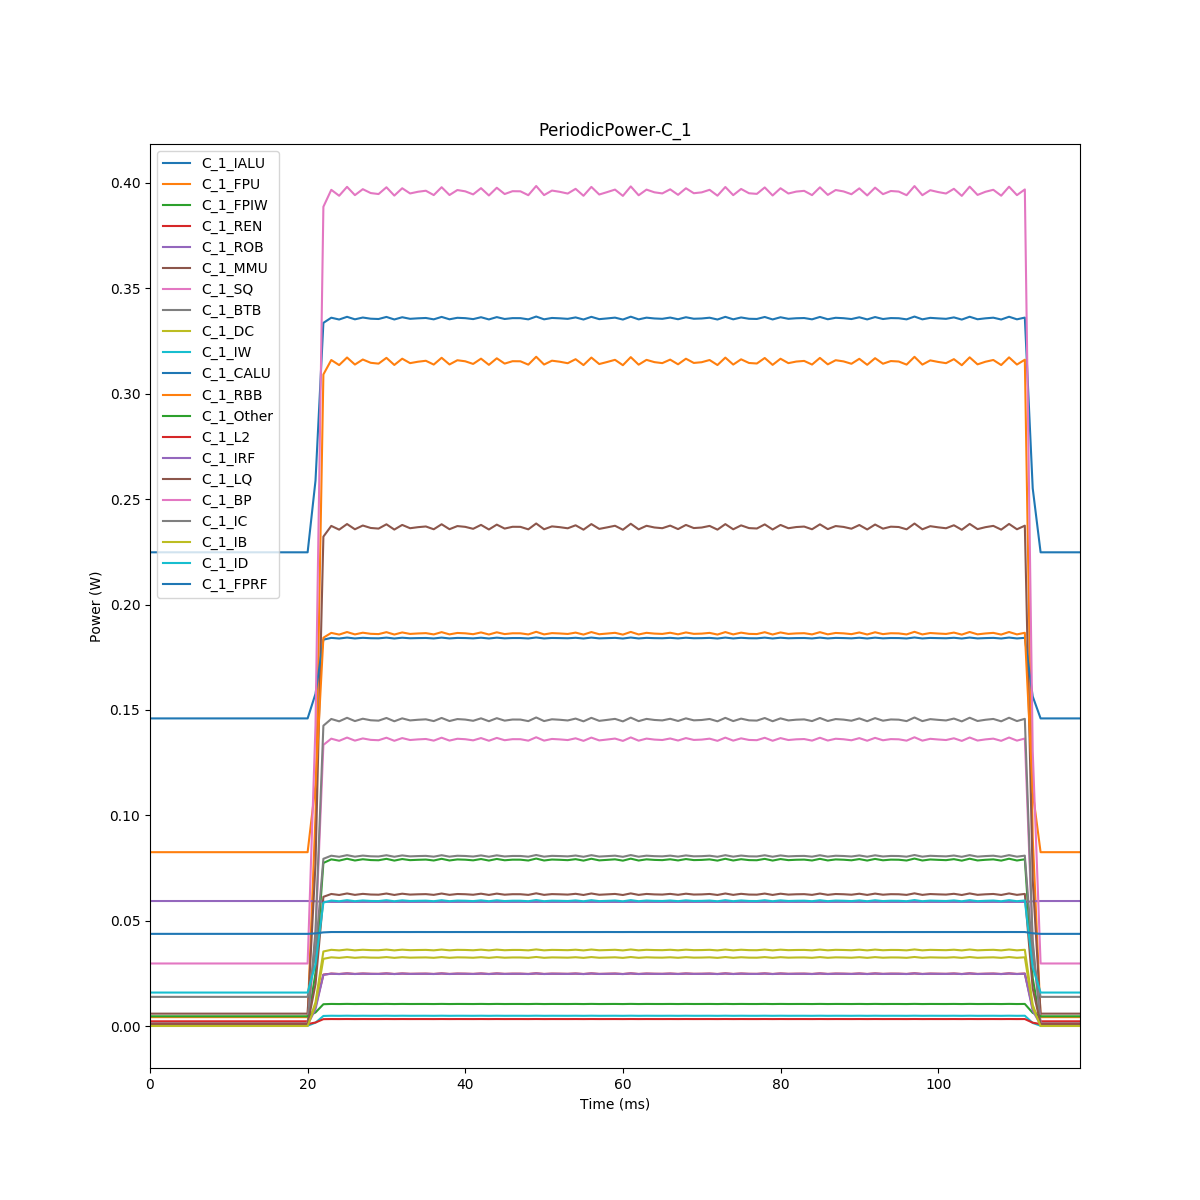 PeriodicPower-C_1
C_1_IALU
C_1_FPU
C_1_FPIW
C_1_REN
C_1_ROB
C_1_MMU
C_1_SQ
C_1_BTB
C_1_DC
C_1_IW
C_1_CALU
C_1_RBB
C_1_Other
C_1_L2
C_1_IRF
C_1_LQ
C_1_BP
C_1_IC
C_1_IB
C_1_ID
C_1_FPRF
0.40
0.35
0.30
0.25
0.20
0.15
0.10
0.05
0.00
Power (W)
0 20 40 60 80 100
Time (ms)